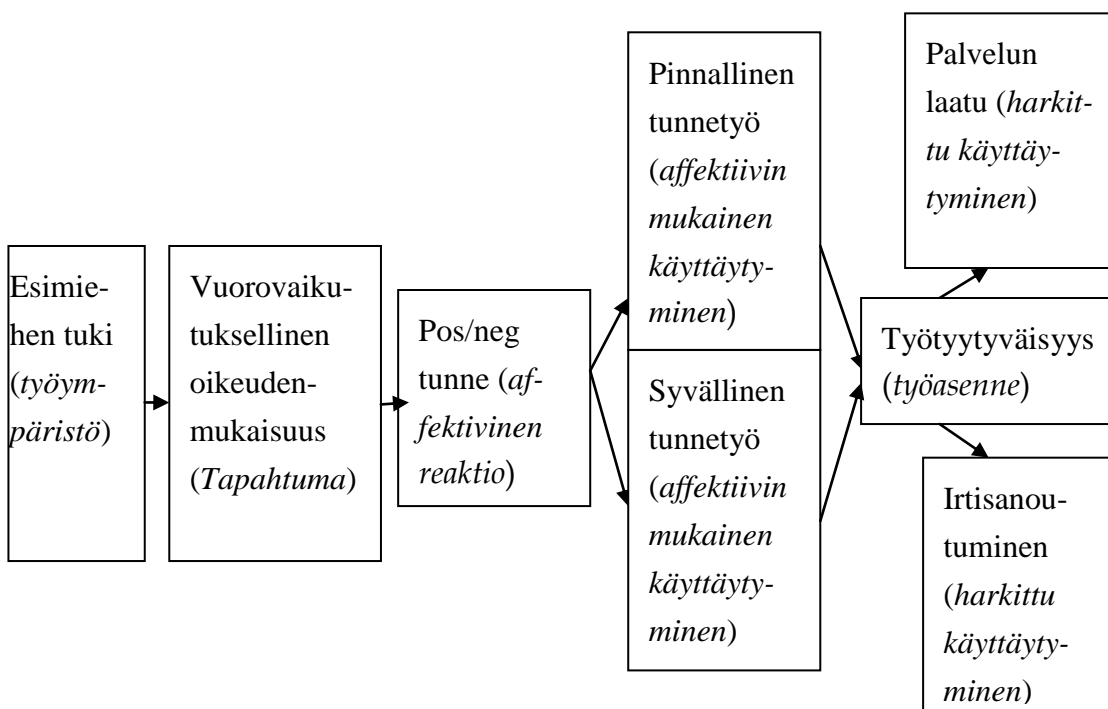 Esimie-
hen tuki
(työym-
päristö)
Vuorovaiku-
tuksellinen
oikeuden-
mukaisuus
(Tapahtuma)
Pos/neg
tunne (af-
fektivinen
reaktio)
Pinnallinen
tunnetyö
(affektiivin
mukainen
käyttäyty-
minen)
Syvällinen
tunnetyö
(affektiivin
mukainen
käyttäyty-
minen)
Palvelun
laatu (harkit-
tu käyttäy-
tyminen)
Työtyytyväisyys
(työasenne)
Irtisanou-
tuminen
(harkittu
käyttäyty-
minen)